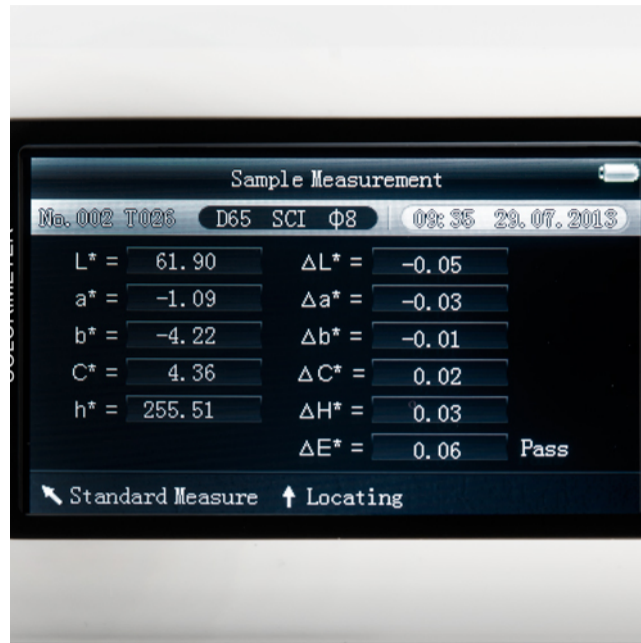 Sample Measurement
No. 002 T026 D65 SCI Φ8 09:35 29.07.2013
L* = 61.90 ΔL* = -0.05
a* = -1.09 Δa* = -0.03
b* = -4.22 Δb* = -0.01
C* = 4.36 ΔC* = 0.02
h* = 255.51 ΔH* = 0.03
ΔE* = 0.06 Pass
Standard Measure Locating